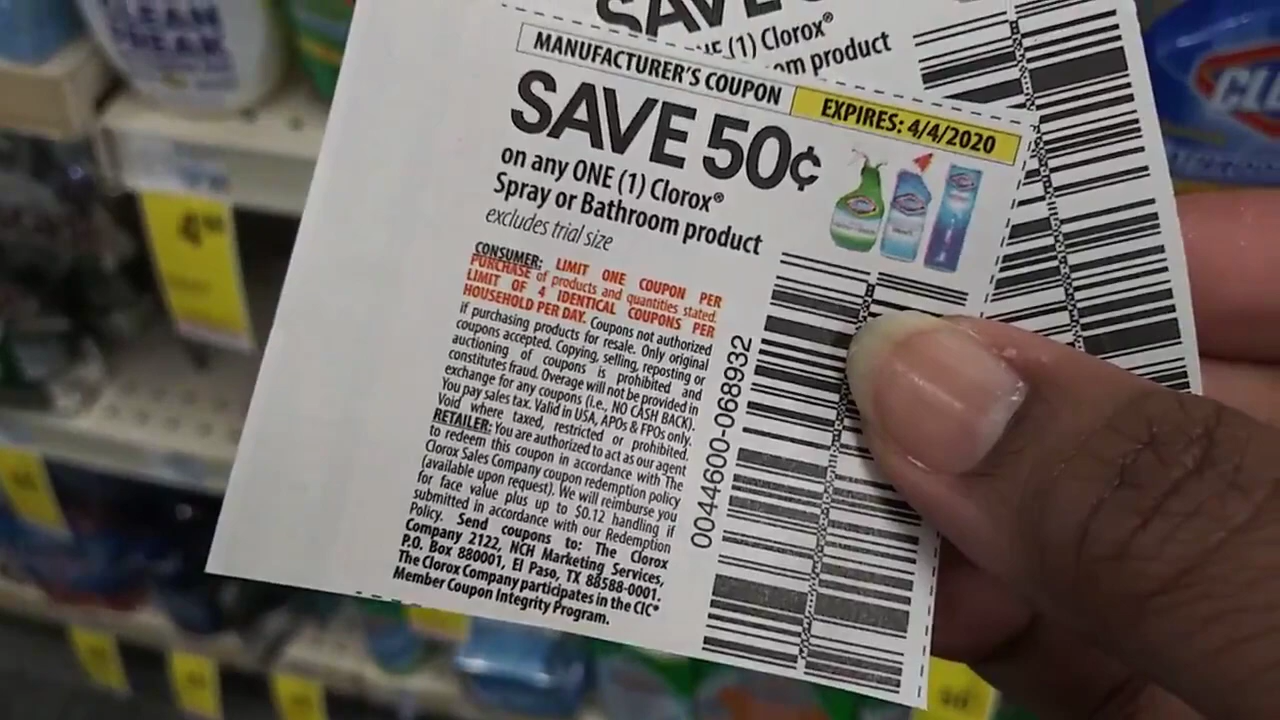 CLEAN
SAVE
(1) Clorox®
om product
MANUFACTURER'S COUPON
EXPIRES: 4/4/2020
SAVE 50¢
on any ONE (1) Clorox®
Spray or Bathroom product
excludes trial size
CONSUMER: LIMIT ONE COUPON PER
PURCHASE of products and quantities stated.
LIMIT OF 4 IDENTICAL COUPONS PER
HOUSEHOLD PER DAY. Coupons not authorized
if purchasing products for resale. Only original
coupons accepted. Copying, selling, reposting or
auctioning of coupons is prohibited and
constitutes fraud. Overage will not be provided in
exchange for any coupons (i.e., NO CASH BACK).
You pay sales tax. Valid in USA, APOs & FPOs only.
Void where taxed, restricted or prohibited.
RETAILER: You are authorized to act as our agent
to redeem this coupon in accordance with The
Clorox Sales Company coupon redemption policy
(available upon request). We will reimburse you
for face value plus up to $0.12 handling if
submitted in accordance with our Redemption
Policy. Send coupons to: The Clorox
Company 2122, NCH Marketing Services,
P.O. Box 880001, El Paso, TX 88588-0001.
The Clorox Company participates in the CIC®
Member Coupon Integrity Program.
0044600-068932
CL